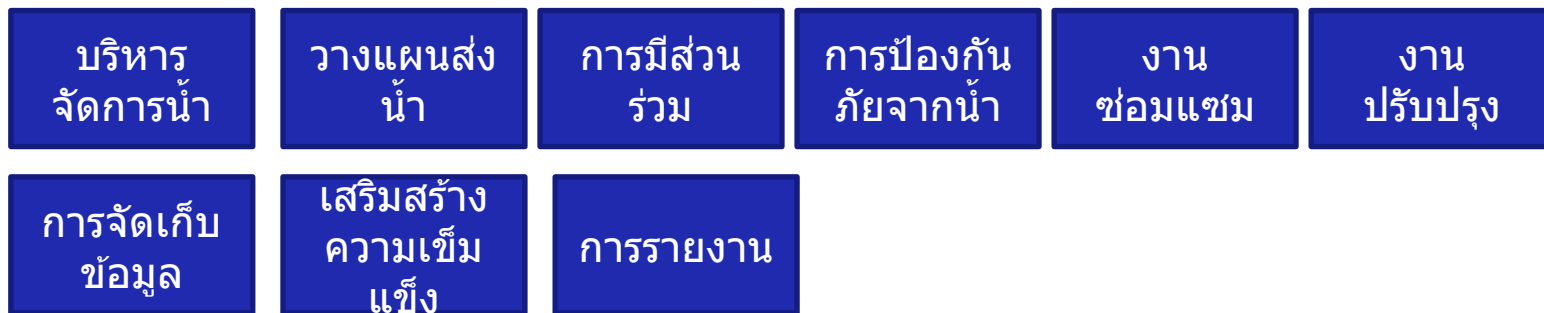 บริหาร
จัดการน้ำ
วางแผนส่ง
น้ำ
การมีส่วน
ร่วม
การป้องกัน
ภัยจากน้ำ
งาน
ซ่อมแซม
งาน
ปรับปรุง
การจัดเก็บ
ข้อมูล
เสริมสร้าง
ความเข็ม
แข็ง
การรายงาน